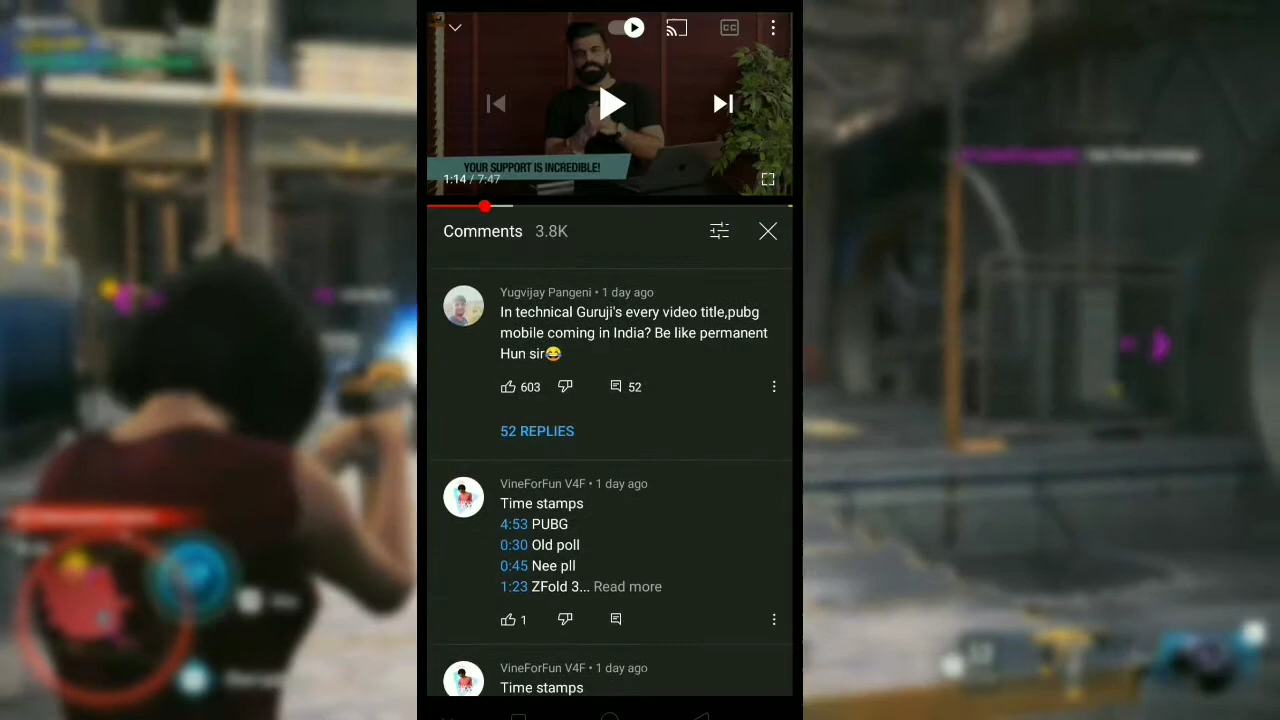 CC
YOUR SUPPORT IS INCREDIBLE!
1:14 / 7:47
Comments 3.8K
Yugvijay Pangeni • 1 day ago
In technical Guruji's every video title,pubg
mobile coming in India? Be like permanent
Hun sir😂
603 52
52 REPLIES
VineForFun V4F • 1 day ago
Time stamps
4:53 PUBG
0:30 Old poll
0:45 Nee pll
1:23 ZFold 3... Read more
1
VineForFun V4F • 1 day ago
Time stamps